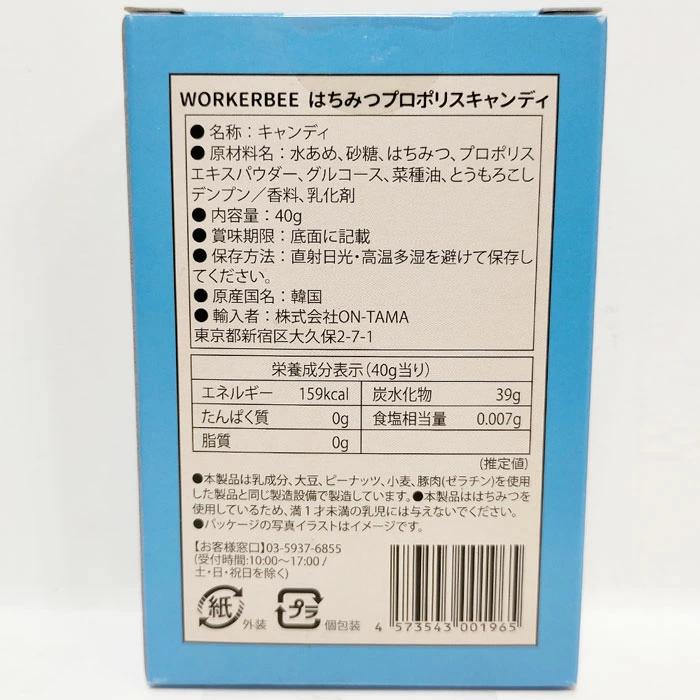 WORKERBEE はちみつプロポリスキャンディ
● 名称：キャンディ
● 原材料名：水あめ、砂糖、はちみつ、プロポリス
エキスパウダー、グルコース、菜種油、とうもろこし
デンプン／香料、乳化剤
● 内容量：40g
● 賞味期限：底面に記載
● 保存方法：直射日光・高温多湿を避けて保存し
てください。
● 原産国名：韓国
● 輸入者：株式会社ON-TAMA
東京都新宿区大久保2-7-1
栄養成分表示（40g当り）
エネルギー 159kcal 炭水化物 39g
たんぱく質 0g 食塩相当量 0.007g
脂質 0g
(推定値)
●本製品は乳成分、大豆、ピーナッツ、小麦、豚肉(ゼラチン)を使用
した製品と同じ製造設備で製造しています。●本製品ははちみつを
使用しているため、満1才未満の乳児には与えないでください。
●パッケージの写真イラストはイメージです。
【お客様窓口】03-5937-6855
(受付時間:10:00～17:00 /
土・日・祝日を除く)
紙 外装 プラ 個包装
4 573543 001965